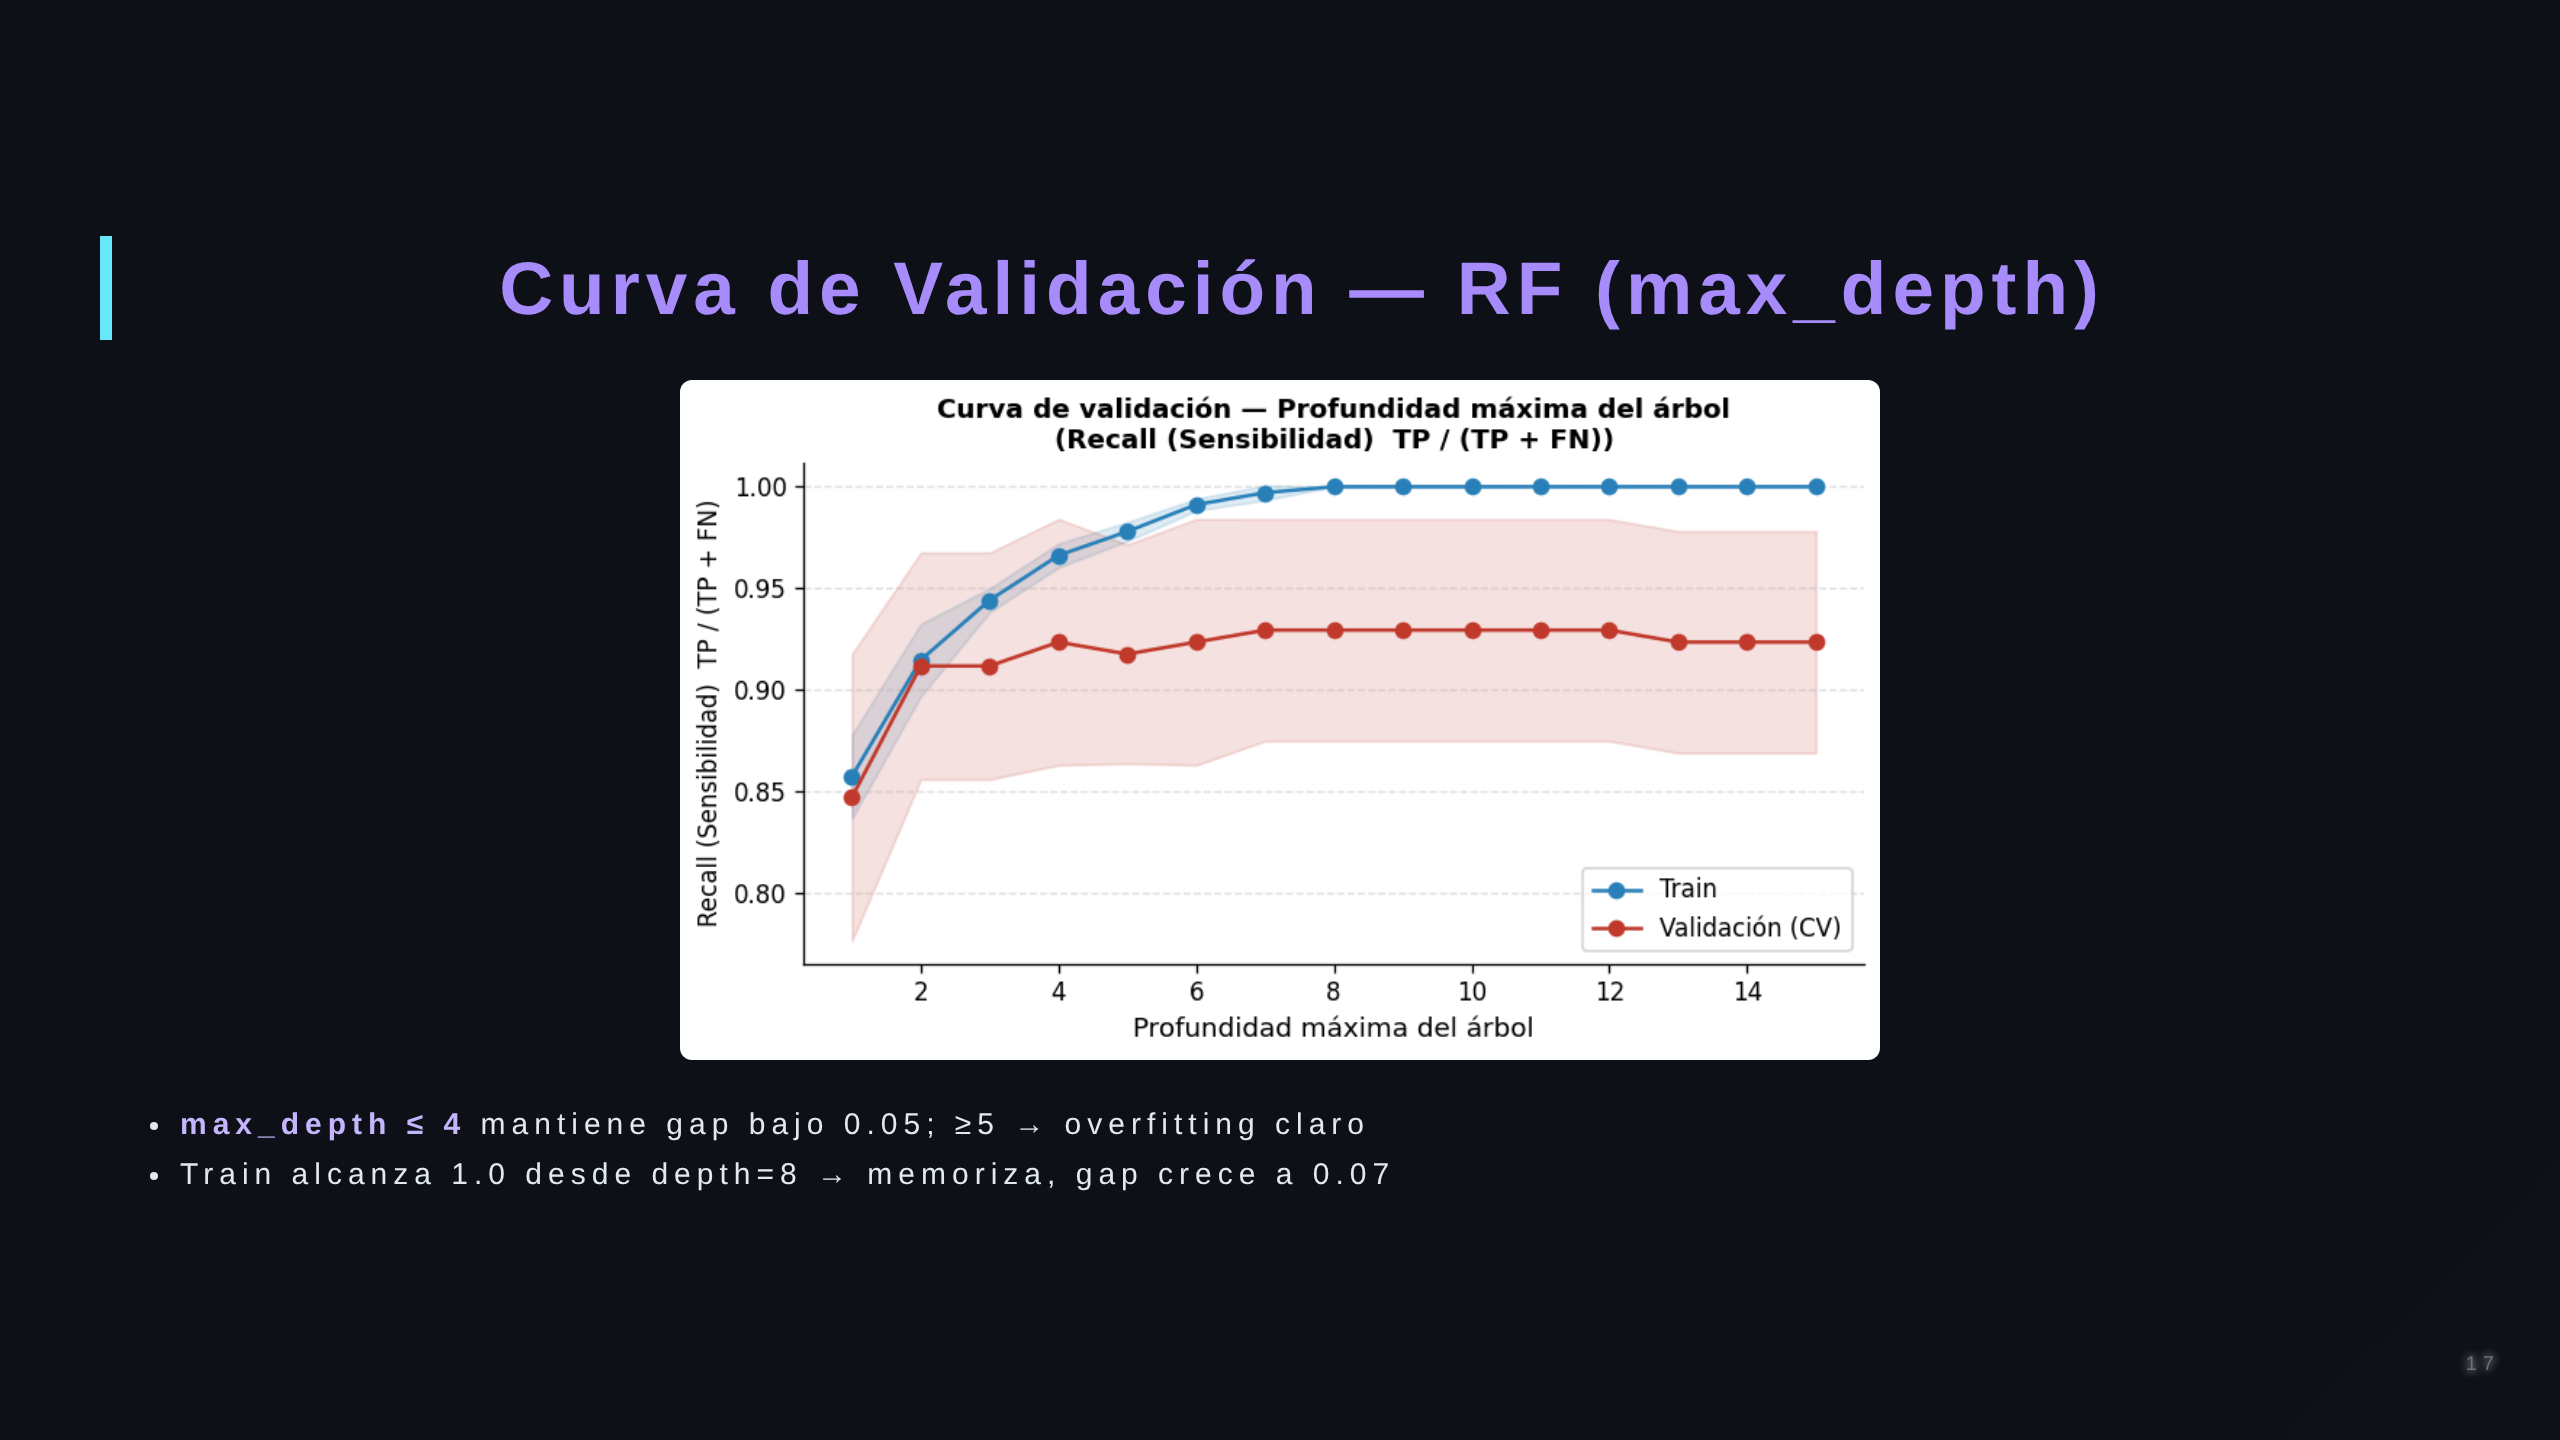 Curva de Validación — RF (max_depth)
Curva de validación — Profundidad máxima del árbol
(Recall (Sensibilidad)  TP / (TP + FN))
Recall (Sensibilidad)  TP / (TP + FN)
1.00
0.95
0.90
0.85
0.80
Train
Validación (CV)
2 4 6 8 10 12 14
Profundidad máxima del árbol
• max_depth ≤ 4 mantiene gap bajo 0.05; ≥5 → overfitting claro
• Train alcanza 1.0 desde depth=8 → memoriza, gap crece a 0.07
17